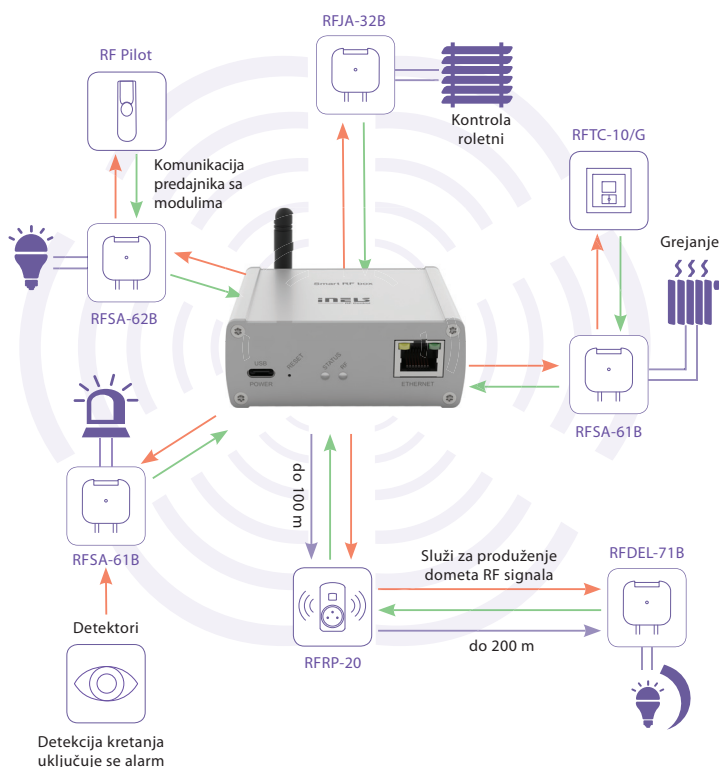 RFJA-32B
RF Pilot
Kontrola
roletni
RFTC-10/G
Komunikacija
predajnika sa
modulima
Grejanje
RFSA-62B
Smart RF box
iNELS
USB
POWER
RESET
STATUS
RF
ETHERNET
RFSA-61B
do 100 m
RFSA-61B
Služi za produženje
dometa RF signala
RFDEL-71B
Detektori
RFRP-20
do 200 m
Detekcija kretanja
uključuje se alarm